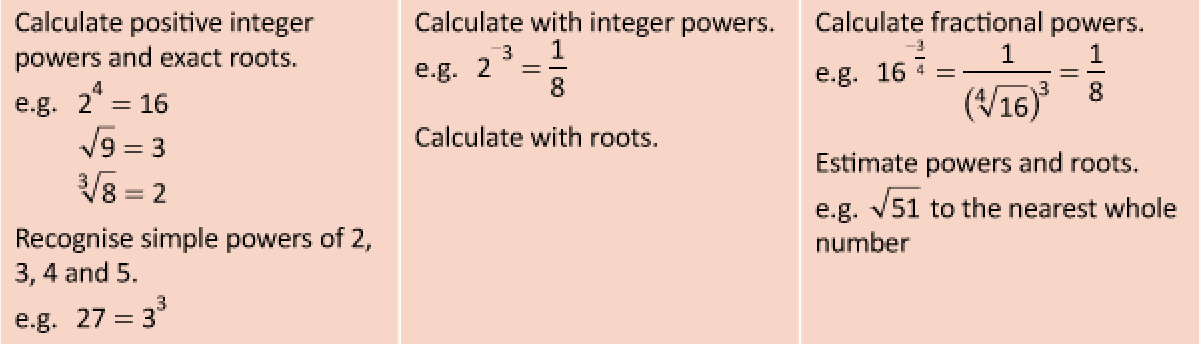 Calculate positive integer
powers and exact roots.
e.g. 2⁴ = 16
√9 = 3
∛8 = 2
Recognise simple powers of 2,
3, 4 and 5.
e.g. 27 = 3³
Calculate with integer powers.
e.g. 2⁻³ = 1/8
Calculate with roots.
Calculate fractional powers.
e.g. 16^(-3/4) = 1/(∜16)³ = 1/8
Estimate powers and roots.
e.g. √51 to the nearest whole
number